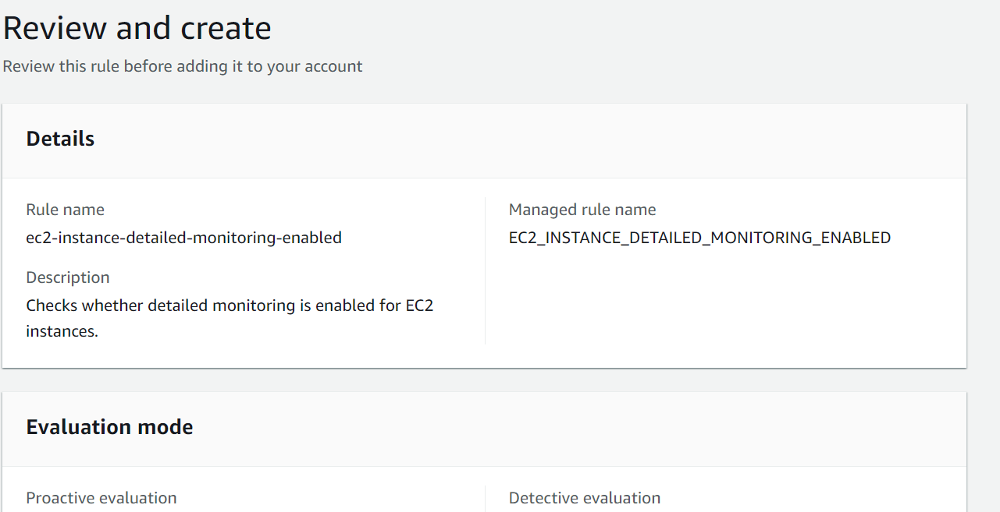 Review and create
Review this rule before adding it to your account
Details
Rule name
ec2-instance-detailed-monitoring-enabled
Description
Checks whether detailed monitoring is enabled for EC2
instances.
Managed rule name
EC2_INSTANCE_DETAILED_MONITORING_ENABLED
Evaluation mode
Proactive evaluation
Detective evaluation